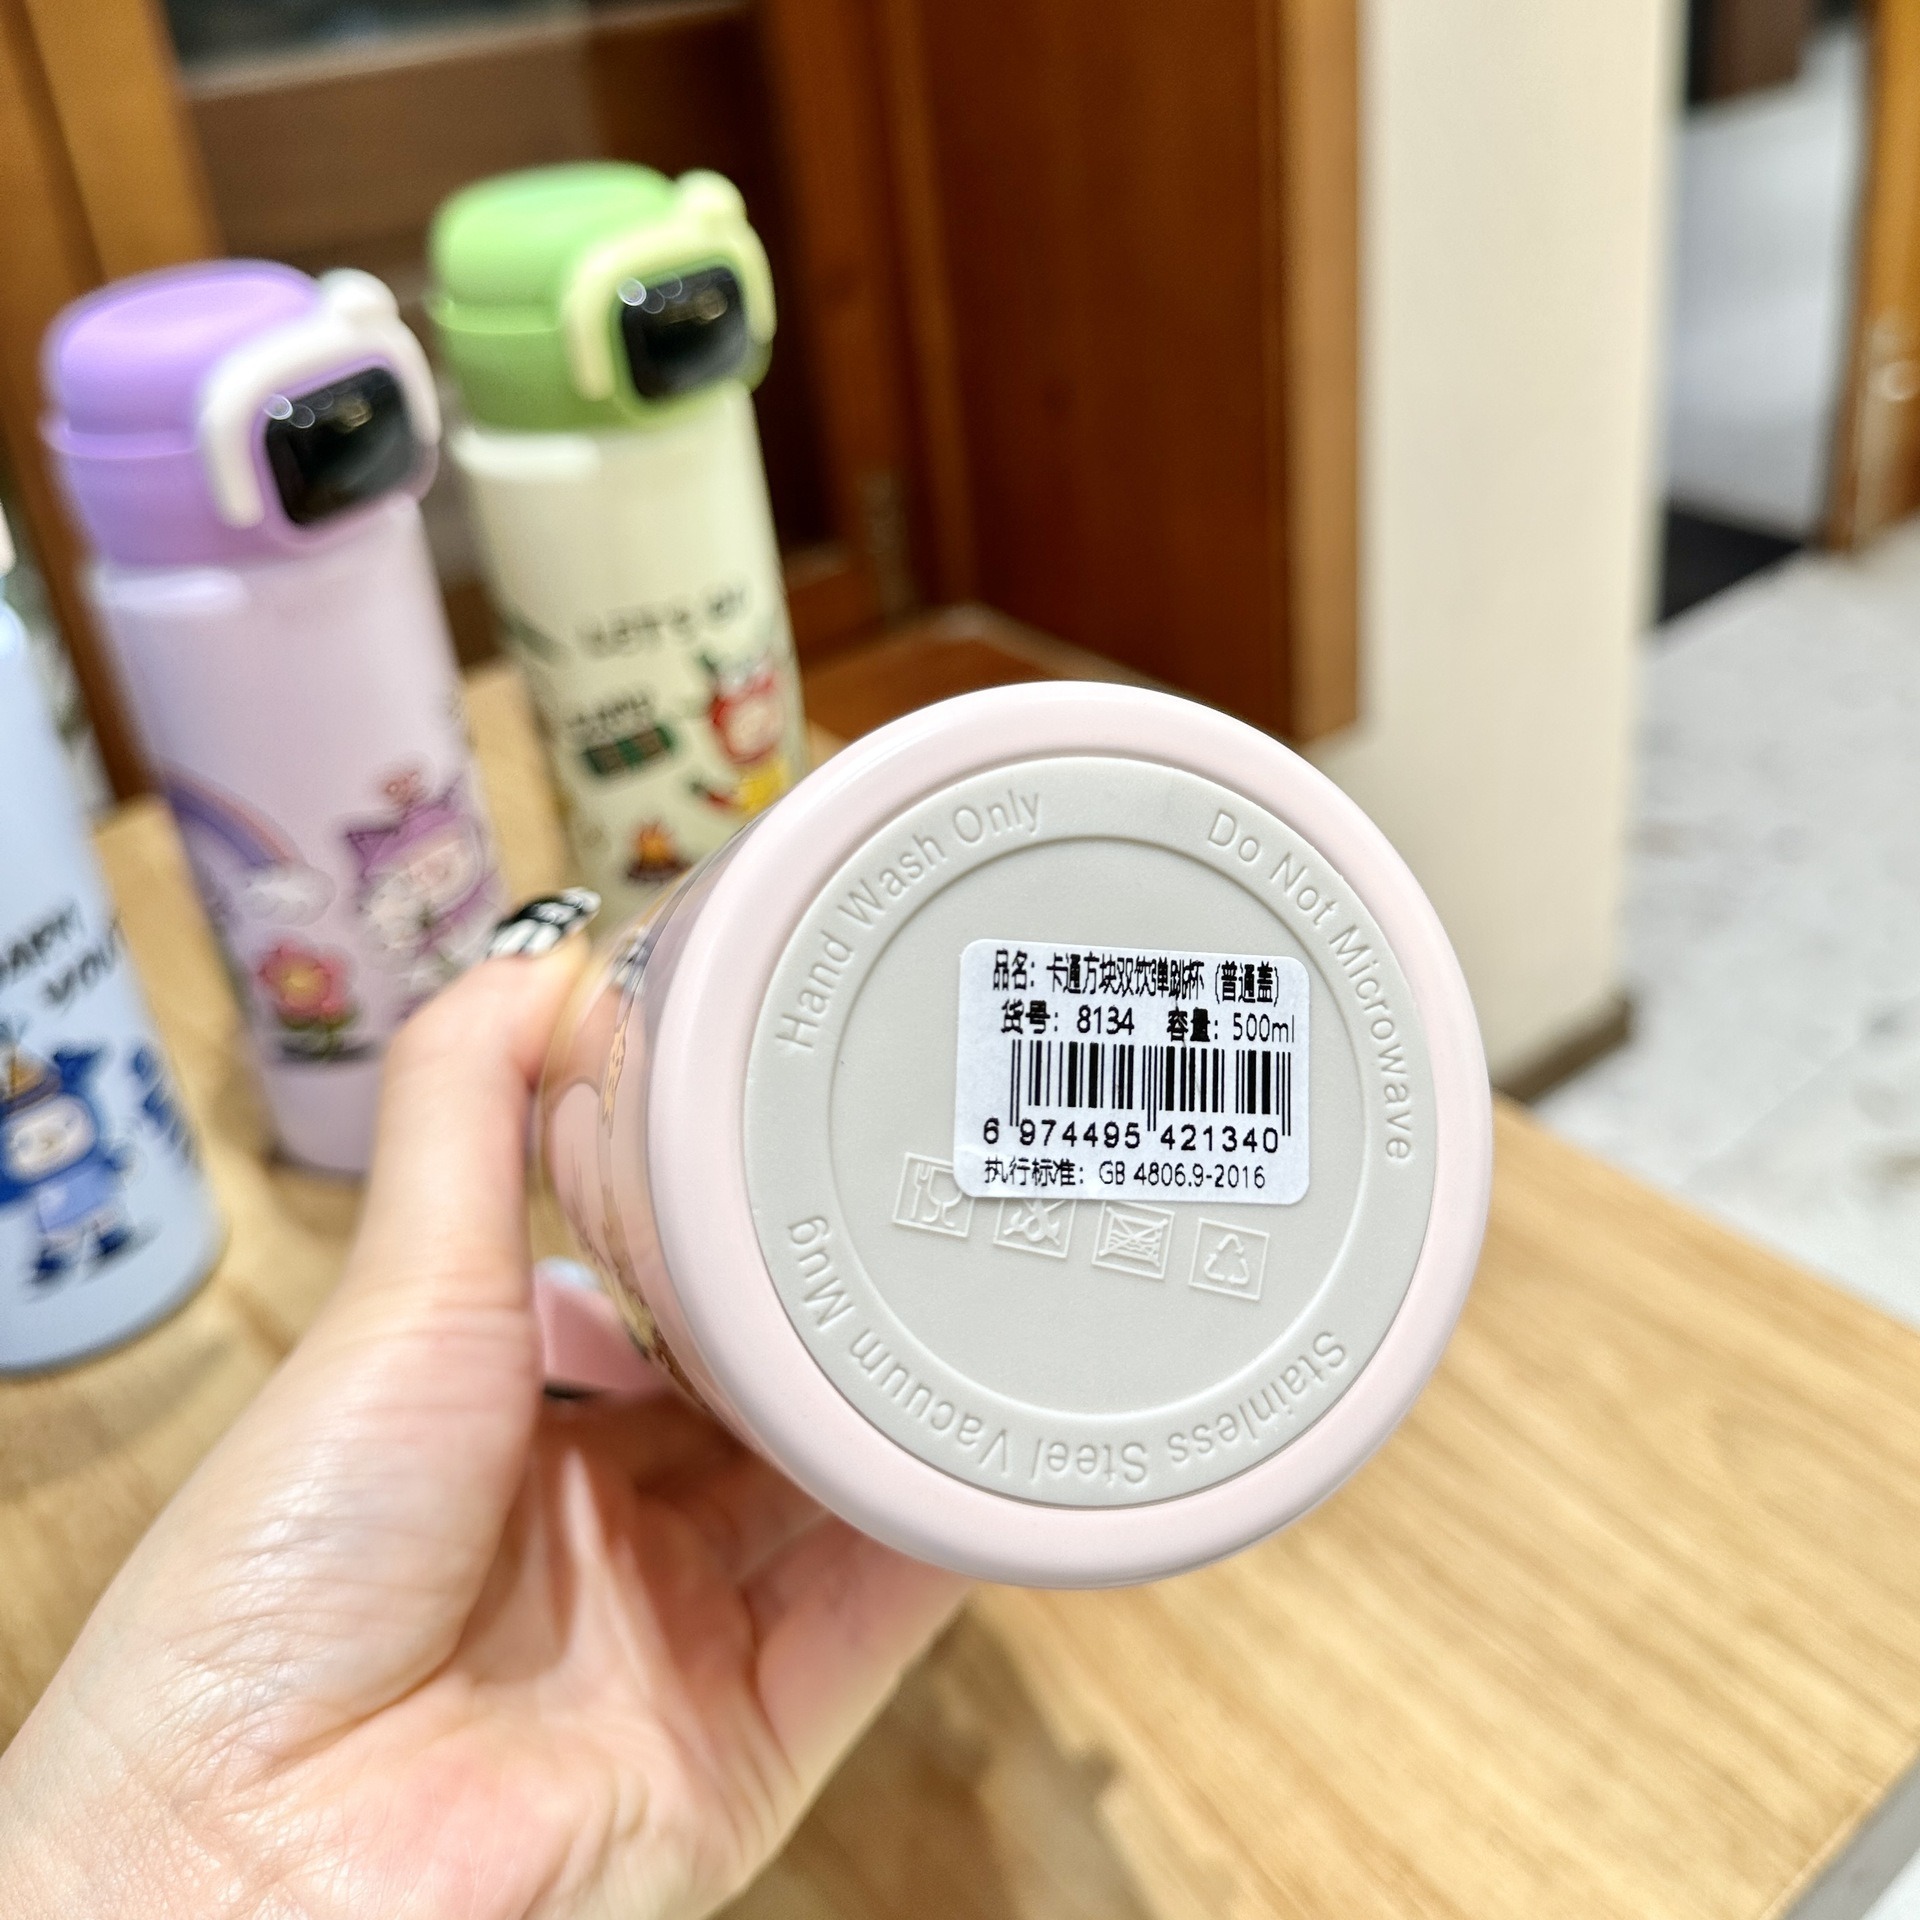 Hand Wash Only
Do Not Microwave
品名：卡通方块双饮弹跳杯（普通盖）
货号：8134 容量：500ml
6 974495 421340
执行标准：GB 4806.9-2016
Stainless Steel Vacuum Mug